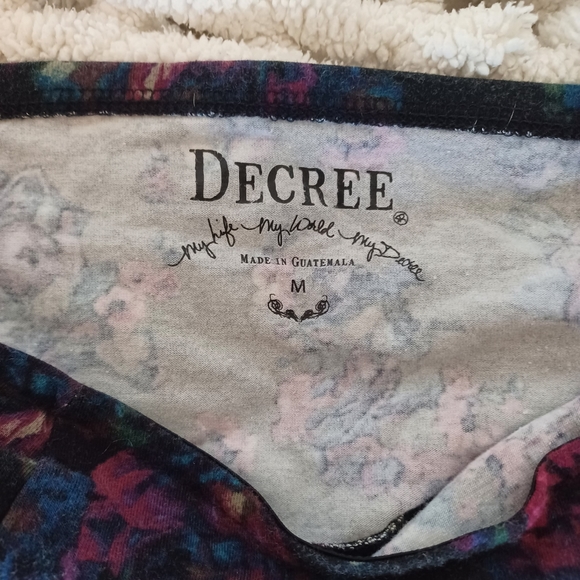 DECREE®
My Life My World My Decree
MADE IN GUATEMALA
M